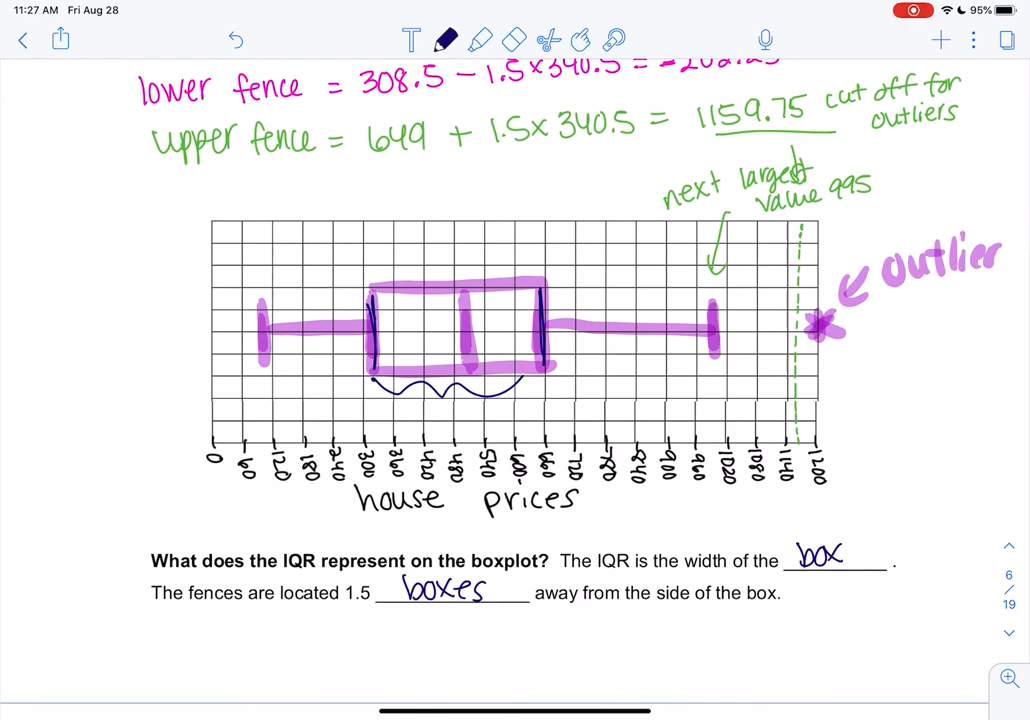 11:27 AM Fri Aug 28
95%
lower fence = 308.5 - 1.5×340.5 = -202.25
upper fence = 649 + 1.5× 340.5 = 1159.75 cut off for
outliers
next largest
value 995
outlier
0 60 120 180 240 300 360 420 480 540 600 660 720 780 840 900 960 1020 1080 1140 1200
house prices
What does the IQR represent on the boxplot? The IQR is the width of the box .
The fences are located 1.5 boxes away from the side of the box.
6
/
19